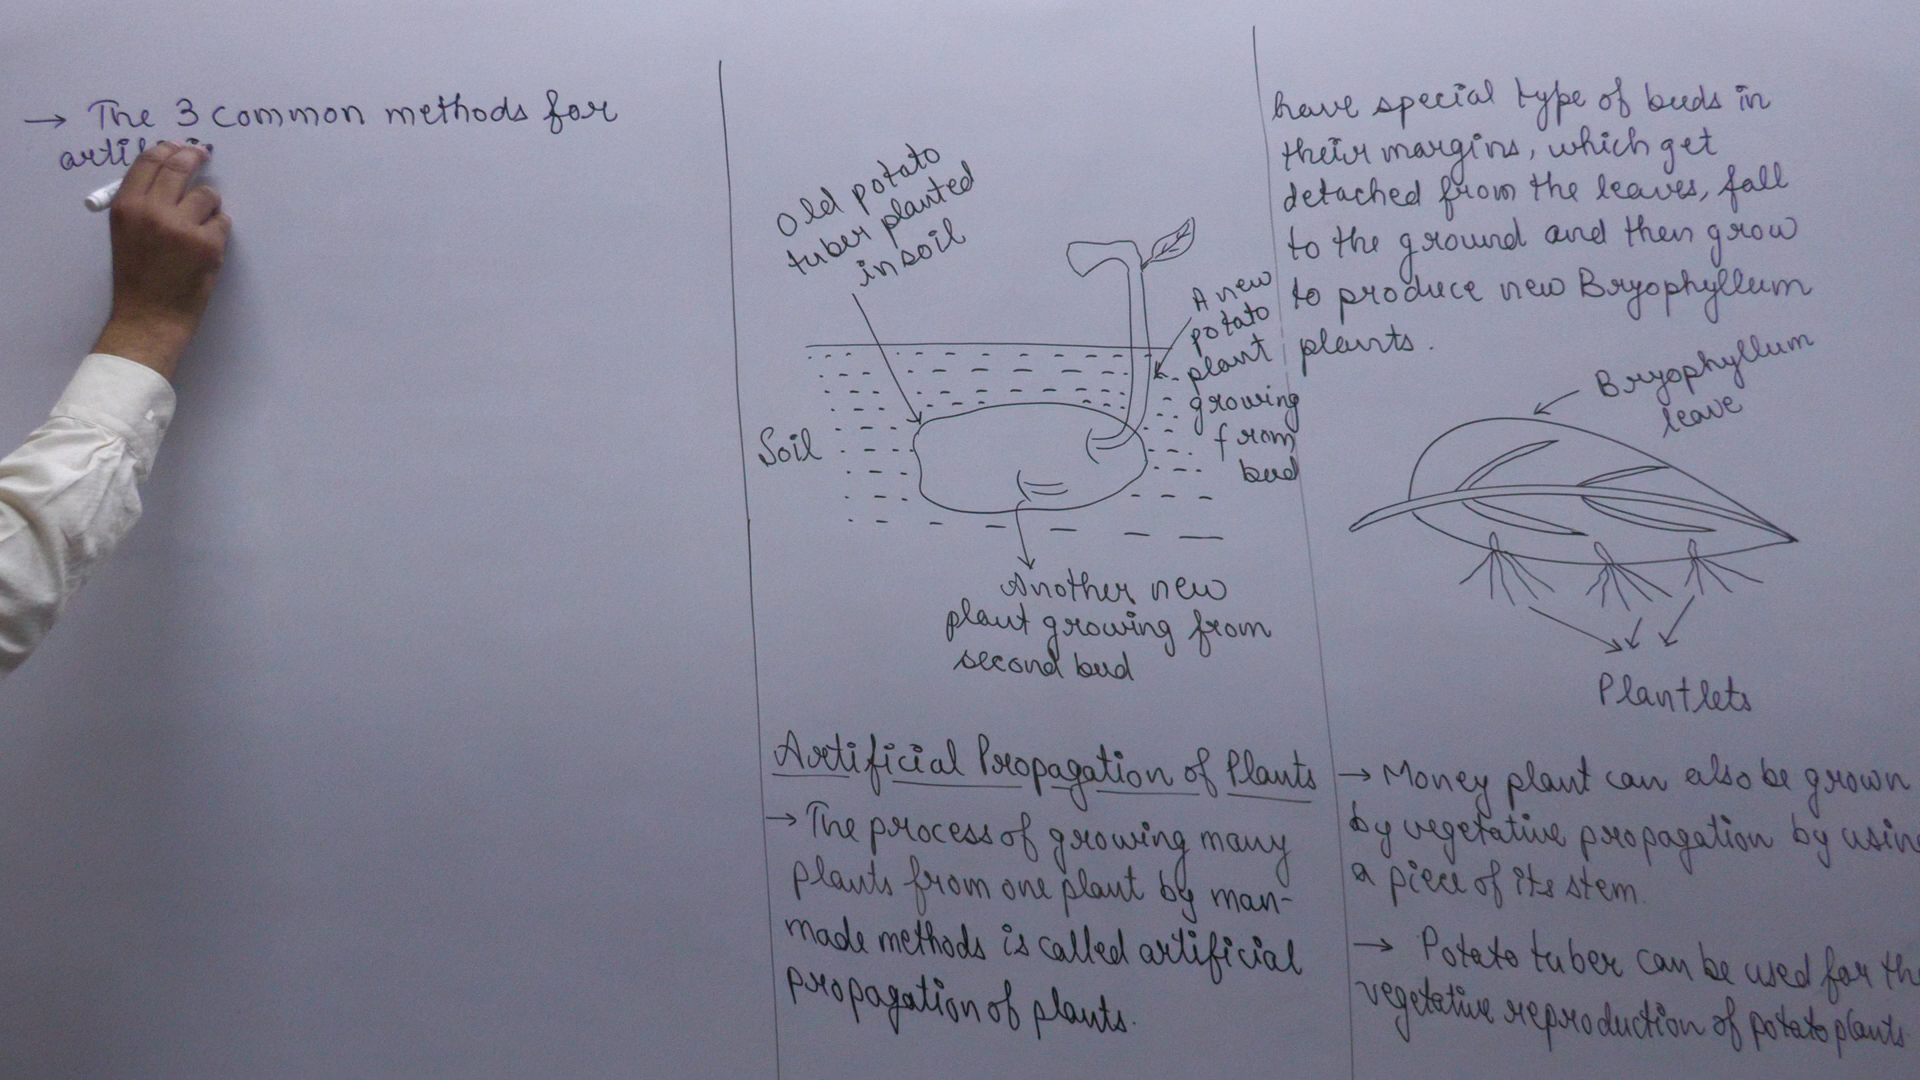 → The 3 common methods for
Old potato
tuber planted
in soil
A new
potato
plant
growing
from
bud
Soil
Another new
plant growing from
second bud
Artificial Propagation of Plants
→ The process of growing many
plants from one plant by man-
made methods is called artificial
propagation of plants.
have special type of buds in
their margins, which get
detached from the leaves, fall
to the ground and then grow
to produce new Bryophyllum
plants.
Bryophyllum
leave
Plantlets
→ Money plant can also be grown
by vegetative propagation by using
a piece of its stem.
→ Potato tuber can be used for the
vegetative reproduction of potato plants.